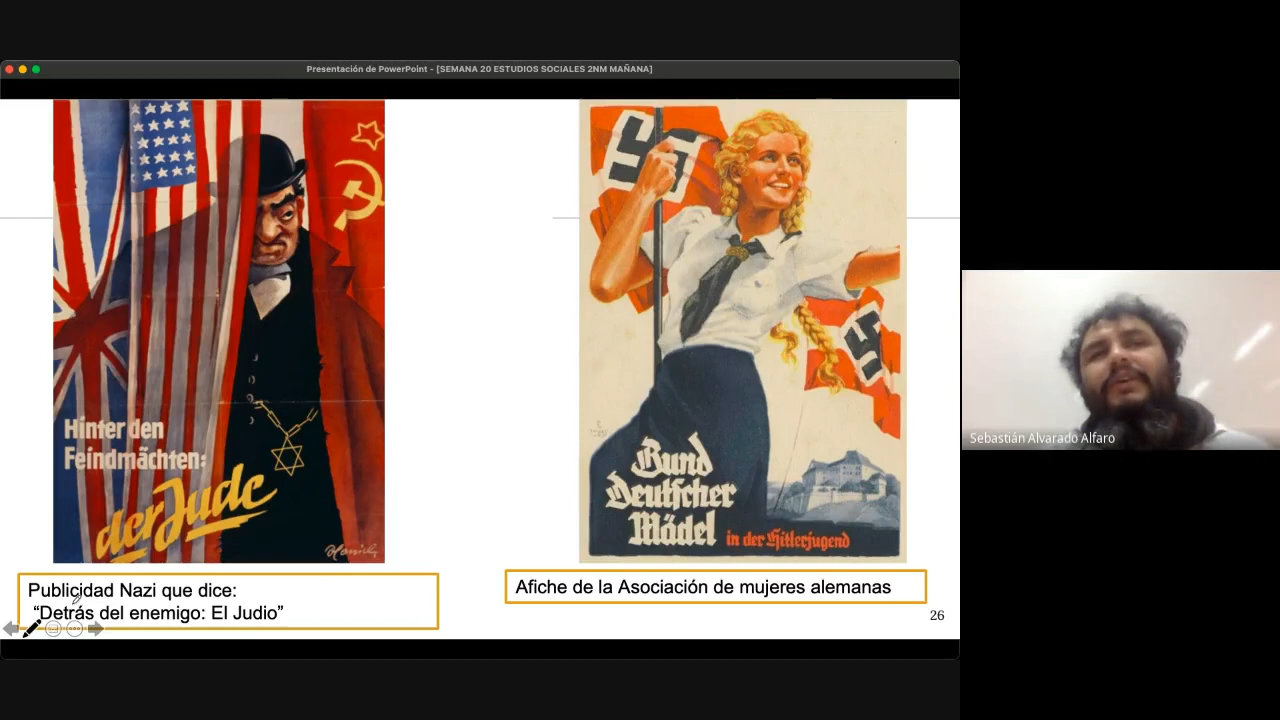 Presentación de PowerPoint - [SEMANA 20 ESTUDIOS SOCIALES 2NM MAÑANA]
Hinter den
Feindmächten:
der Jude
Bund
Deutscher
Mädel in der Hitlerjugend
Publicidad Nazi que dice:
“Detrás del enemigo: El Judio”
Afiche de la Asociación de mujeres alemanas
26
Sebastián Alvarado Alfaro